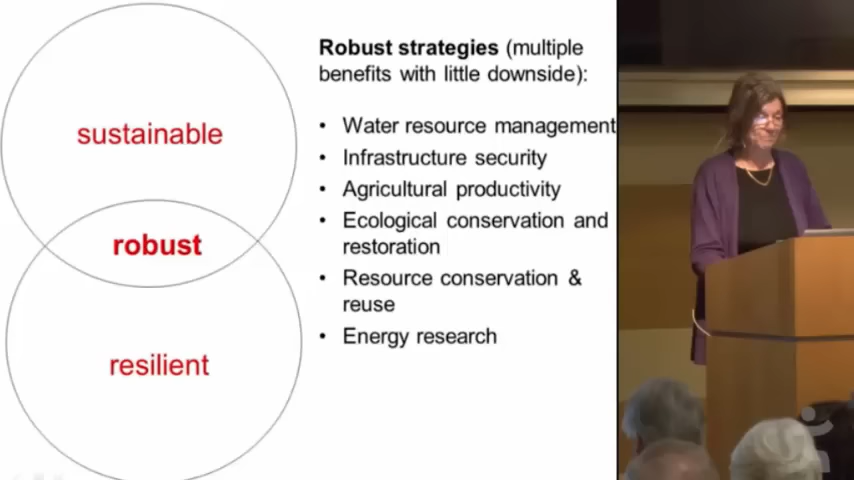 sustainable
robust
resilient
Robust strategies (multiple
benefits with little downside):
• Water resource management
• Infrastructure security
• Agricultural productivity
• Ecological conservation and
restoration
• Resource conservation &
reuse
• Energy research